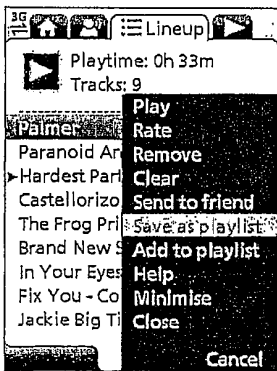 3G
Lineup
Playtime: 0h 33m
Tracks: 9
Palmer
Paranoid An
Hardest Part
Castellorizo
The Frog Pri
Brand New S
In Your Eyes
Fix You - Co
Jackie Big Ti
Play
Rate
Remove
Clear
Send to friend
Save as playlist
Add to playlist
Help
Minimise
Close
Cancel